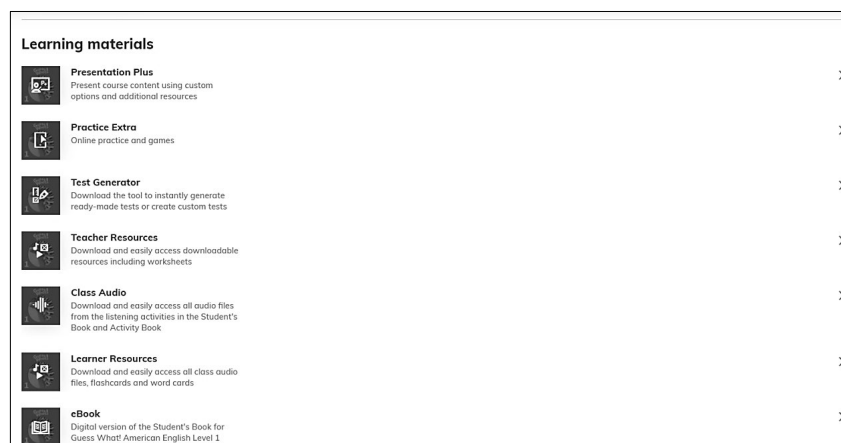 Learning materials
Presentation Plus
Present course content using custom
options and additional resources
Practice Extra
Online practice and games
Test Generator
Download the tool to instantly generate
ready-made tests or create custom tests
Teacher Resources
Download and easily access downloadable
resources including worksheets
Class Audio
Download and easily access all audio files
from the listening activities in the Student's
Book and Activity Book
Learner Resources
Download and easily access all class audio
files, flashcards and word cards
eBook
Digital version of the Student's Book for
Guess What! American English Level 1